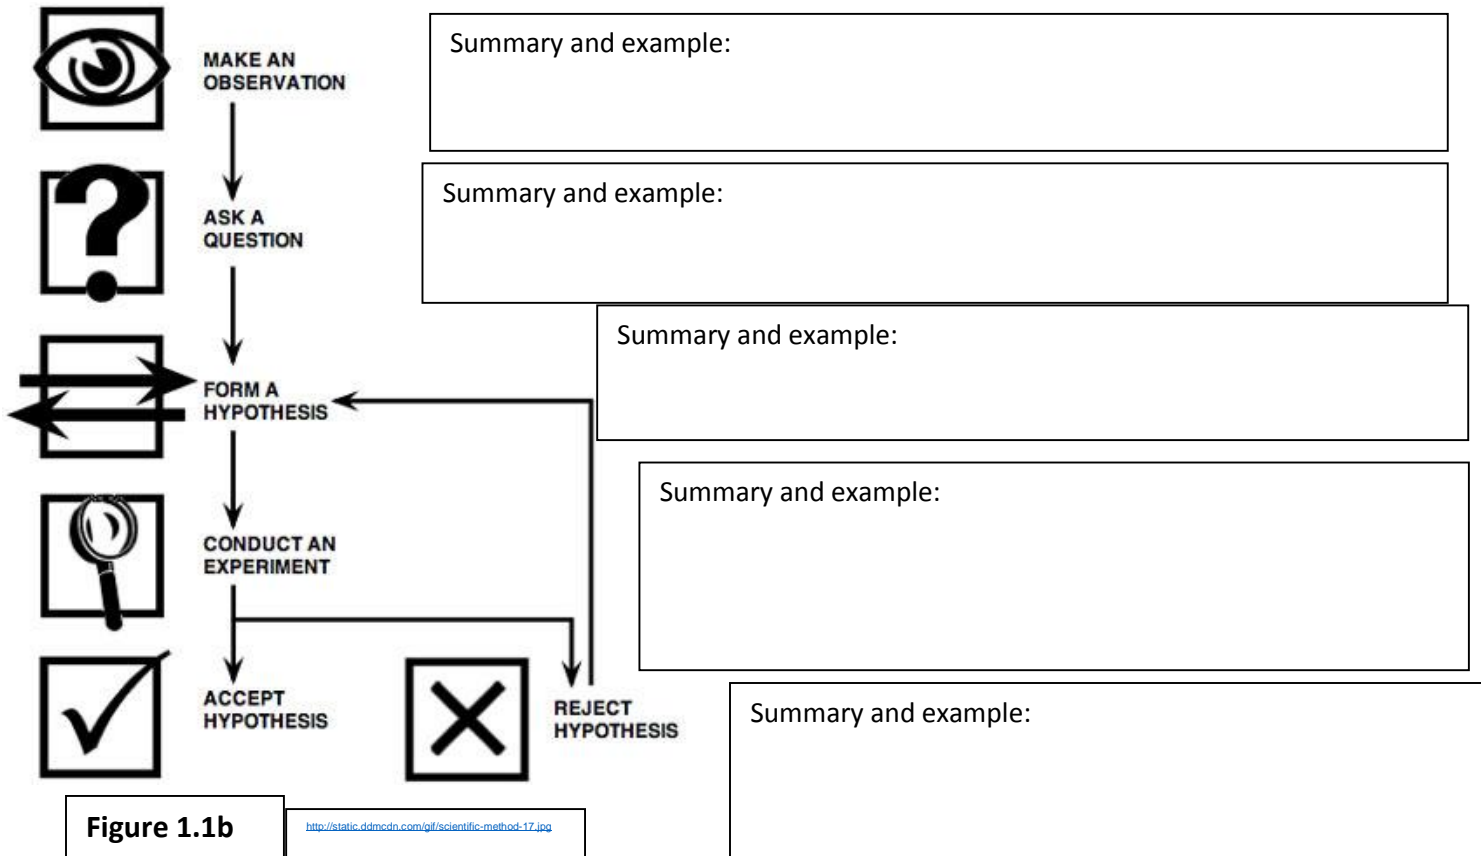 MAKE AN
OBSERVATION
Summary and example:
ASK A
QUESTION
Summary and example:
FORM A
HYPOTHESIS
Summary and example:
CONDUCT AN
EXPERIMENT
Summary and example:
ACCEPT
HYPOTHESIS
REJECT
HYPOTHESIS
Summary and example:
Figure 1.1b
http://static.ddmcdn.com/gif/scientific-method-17.jpg